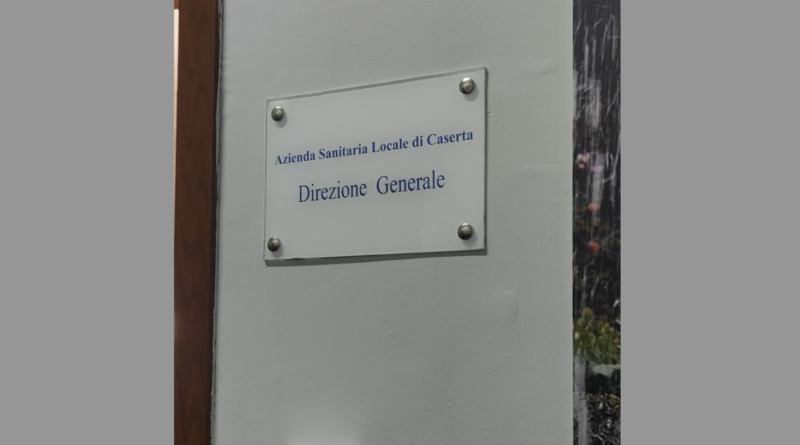 Azienda Sanitaria Locale di Caserta
Direzione Generale